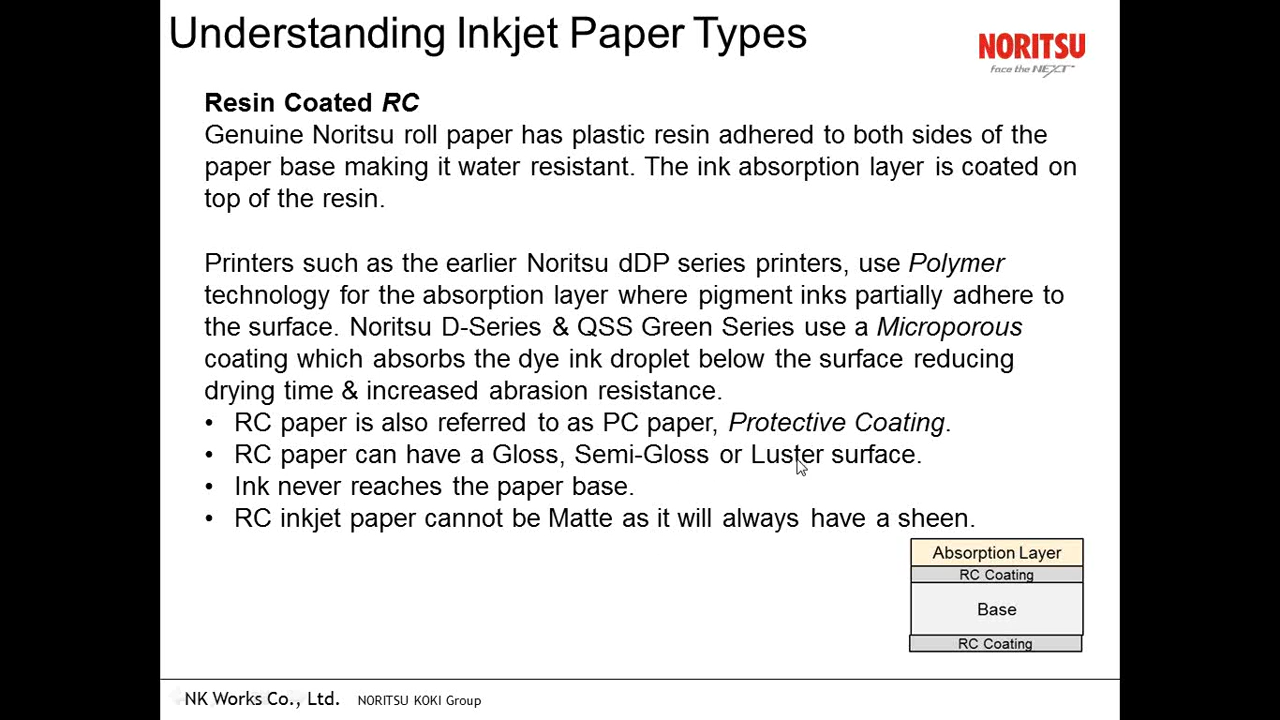 Understanding Inkjet Paper Types
NORITSU
face the NEXT
Resin Coated RC
Genuine Noritsu roll paper has plastic resin adhered to both sides of the
paper base making it water resistant. The ink absorption layer is coated on
top of the resin.
Printers such as the earlier Noritsu dDP series printers, use Polymer
technology for the absorption layer where pigment inks partially adhere to
the surface. Noritsu D-Series & QSS Green Series use a Microporous
coating which absorbs the dye ink droplet below the surface reducing
drying time & increased abrasion resistance.
• RC paper is also referred to as PC paper, Protective Coating.
• RC paper can have a Gloss, Semi-Gloss or Luster surface.
• Ink never reaches the paper base.
• RC inkjet paper cannot be Matte as it will always have a sheen.
Absorption Layer
RC Coating
Base
RC Coating
NK Works Co., Ltd. NORITSU KOKI Group